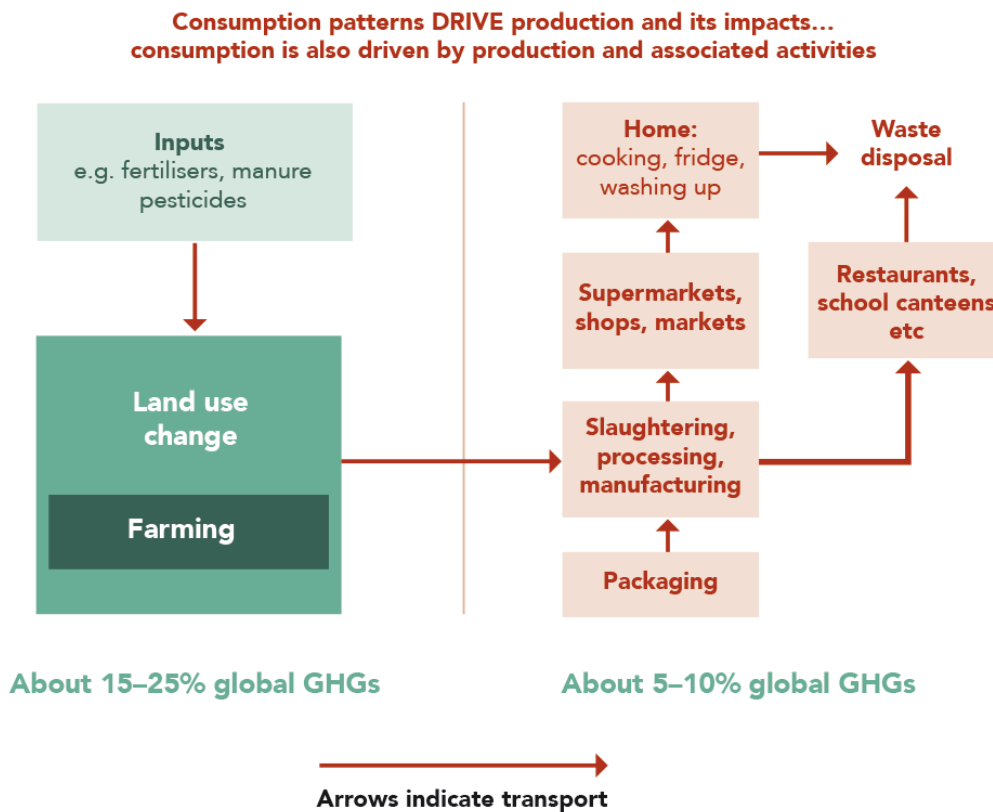 Consumption patterns DRIVE production and its impacts...
consumption is also driven by production and associated activities
Inputs
e.g. fertilisers, manure
pesticides
Land use
change
Farming
About 15–25% global GHGs
Home:
cooking, fridge,
washing up
Waste
disposal
Supermarkets,
shops, markets
Restaurants,
school canteens
etc
Slaughtering,
processing,
manufacturing
Packaging
About 5–10% global GHGs
Arrows indicate transport